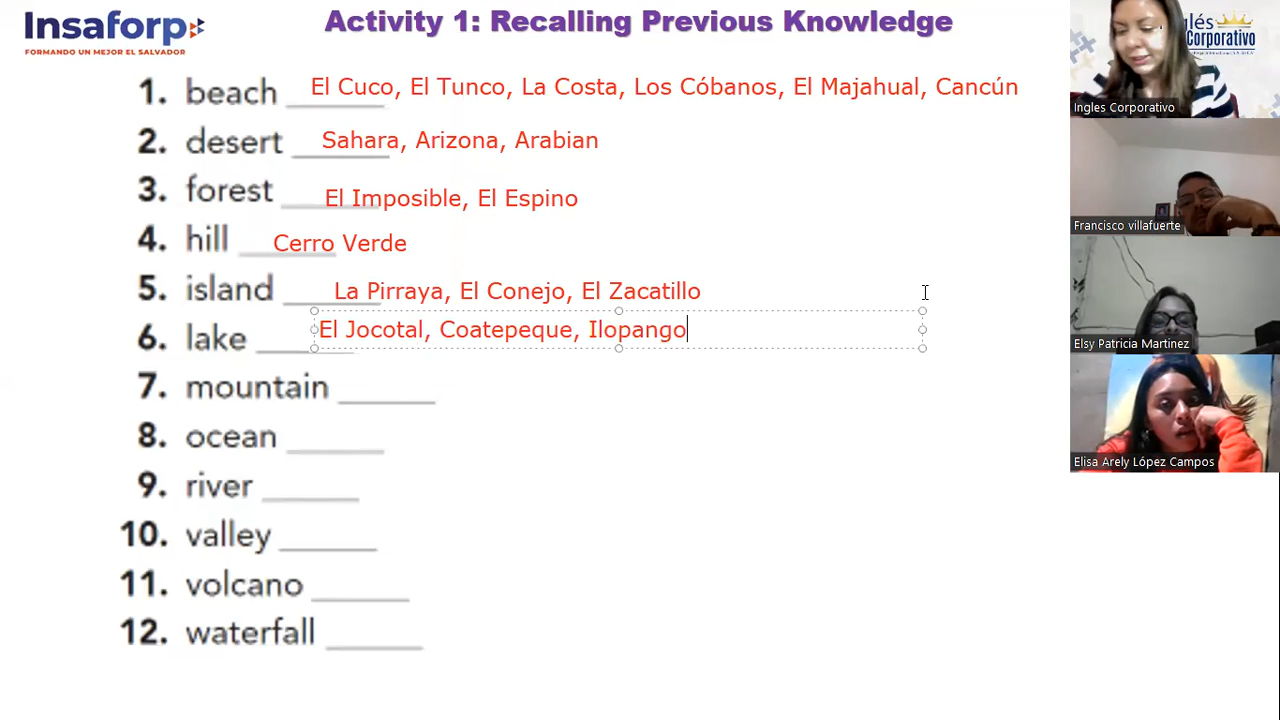 Insaforp
FORMANDO UN MEJOR EL SALVADOR
Activity 1: Recalling Previous Knowledge
1. beach El Cuco, El Tunco, La Costa, Los Cóbanos, El Majahual, Cancún
2. desert Sahara, Arizona, Arabian
3. forest El Imposible, El Espino
4. hill Cerro Verde
5. island La Pirraya, El Conejo, El Zacatillo
6. lake El Jocotal, Coatepeque, Ilopango
7. mountain
8. ocean
9. river
10. valley
11. volcano
12. waterfall
Corporativo
Ingles Corporativo
Francisco villafuerte
Elsy Patricia Martinez
Elisa Arely López Campos